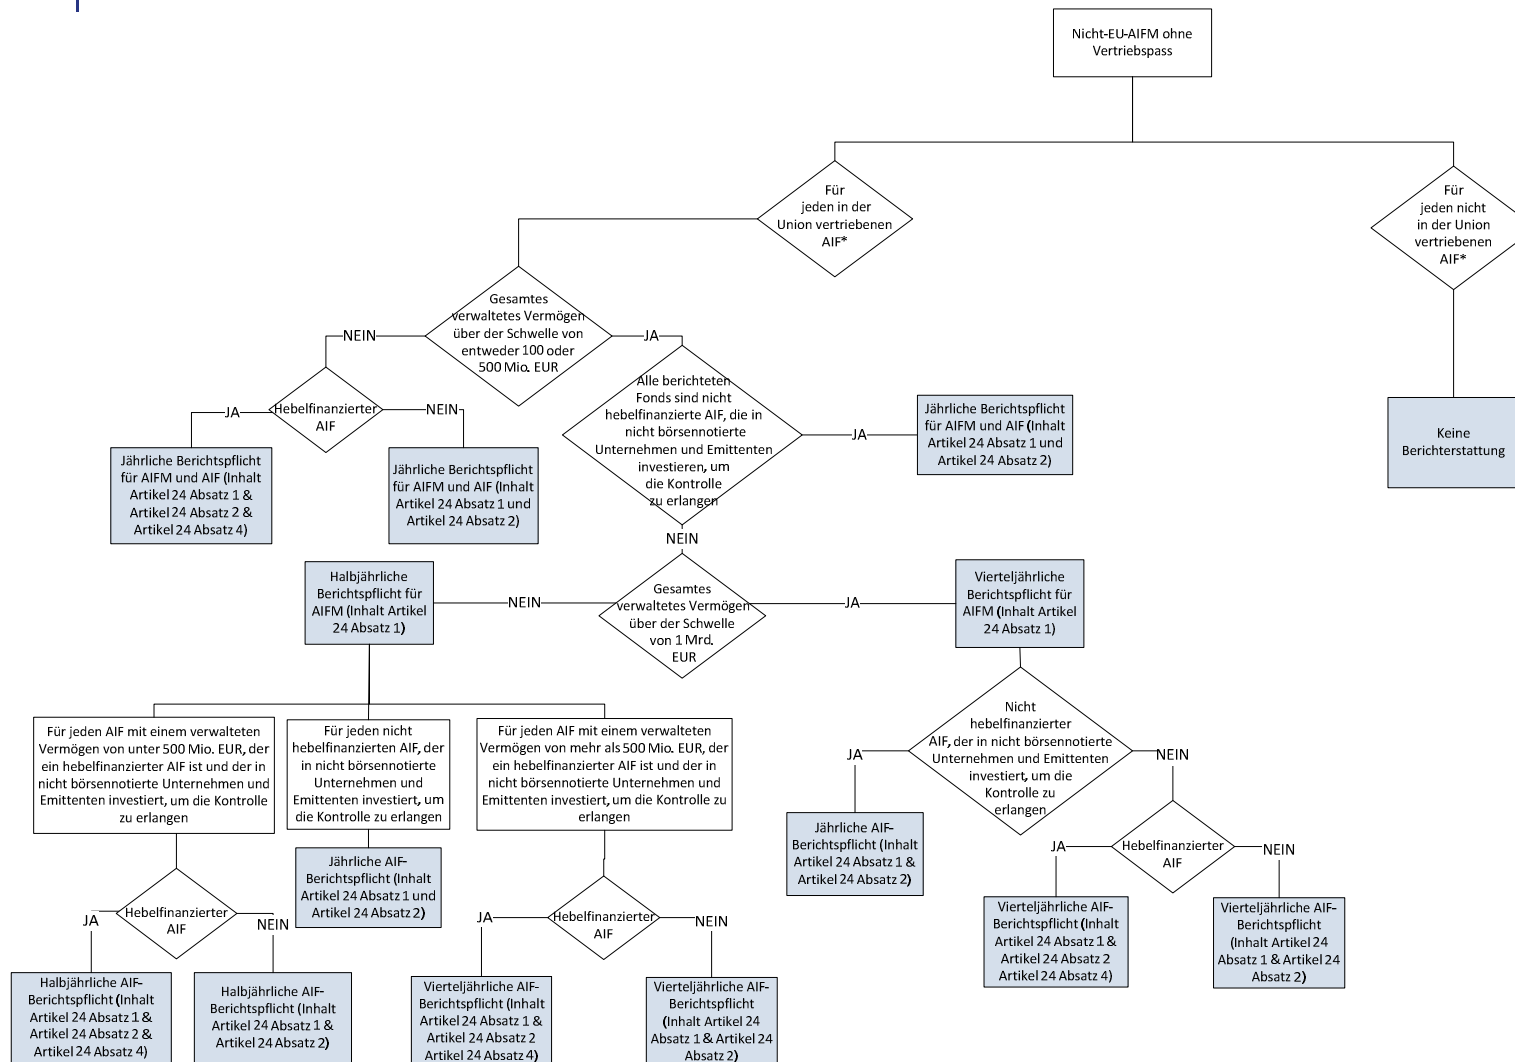 Nicht-EU-AIFM ohne
Vertriebspass
Für
jeden in der
Union vertriebenen
AIF*
Für
jeden nicht
in der Union
vertriebenen
AIF*
Gesamtes
verwaltetes Vermögen
über der Schwelle von
entweder 100 oder
500 Mio. EUR
NEIN
JA
Hebelfinanzierter
AIF
JA
NEIN
Alle berichteten
Fonds sind nicht
hebelfinanzierte AIF, die in
nicht börsennotierte
Unternehmen und Emittenten
investieren, um
die Kontrolle
zu erlangen
JA
Jährliche Berichtspflicht
für AIFM und AIF (Inhalt
Artikel 24 Absatz 1 und
Artikel 24 Absatz 2)
Keine
Berichterstattung
Jährliche Berichtspflicht
für AIFM und AIF (Inhalt
Artikel 24 Absatz 1 &
Artikel 24 Absatz 2 &
Artikel 24 Absatz 4)
Jährliche Berichtspflicht
für AIFM und AIF (Inhalt
Artikel 24 Absatz 1 und
Artikel 24 Absatz 2)
NEIN
Halbjährliche
Berichtspflicht für
AIFM (Inhalt Artikel
24 Absatz 1)
NEIN
Gesamtes
verwaltetes Vermögen
über der Schwelle
von 1 Mrd.
EUR
JA
Vierteljährliche
Berichtspflicht für
AIFM (Inhalt Artikel
24 Absatz 1)
Für jeden AIF mit einem verwalteten
Vermögen von unter 500 Mio. EUR, der
ein hebelfinanzierter AIF ist und der in
nicht börsennotierte Unternehmen und
Emittenten investiert, um die Kontrolle
zu erlangen
Für jeden nicht
hebelfinanzierten AIF, der
in nicht börsennotierte
Unternehmen und
Emittenten investiert, um
die Kontrolle zu erlangen
Für jeden AIF mit einem verwalteten
Vermögen von mehr als 500 Mio. EUR, der
ein hebelfinanzierter AIF ist und der in
nicht börsennotierte Unternehmen und
Emittenten investiert, um die Kontrolle zu
erlangen
Nicht
hebelfinanzierter
AIF, der in nicht börsennotierte
Unternehmen und Emittenten
investiert, um die
Kontrolle zu
erlangen
JA
NEIN
Jährliche AIF-
Berichtspflicht (Inhalt
Artikel 24 Absatz 1 &
Artikel 24 Absatz 2)
JA
Hebelfinanzierter
AIF
NEIN
Jährliche AIF-
Berichtspflicht (Inhalt
Artikel 24 Absatz 1 und
Artikel 24 Absatz 2)
JA
Hebelfinanzierter
AIF
NEIN
JA
Hebelfinanzierter
AIF
NEIN
Vierteljährliche AIF-
Berichtspflicht (Inhalt
Artikel 24 Absatz 1 &
Artikel 24 Absatz 2
Artikel 24 Absatz 4)
Vierteljährliche AIF-
Berichtspflicht
(Inhalt Artikel 24
Absatz 1 & Artikel 24
Absatz 2)
Halbjährliche AIF-
Berichtspflicht (Inhalt
Artikel 24 Absatz 1 &
Artikel 24 Absatz 2 &
Artikel 24 Absatz 4)
Halbjährliche AIF-
Berichtspflicht (Inhalt
Artikel 24 Absatz 1 &
Artikel 24 Absatz 2)
Vierteljährliche AIF-
Berichtspflicht (Inhalt
Artikel 24 Absatz 1 &
Artikel 24 Absatz 2
Artikel 24 Absatz 4)
Vierteljährliche AIF-
Berichtspflicht
(Inhalt Artikel 24
Absatz 1 & Artikel 24
Absatz 2)